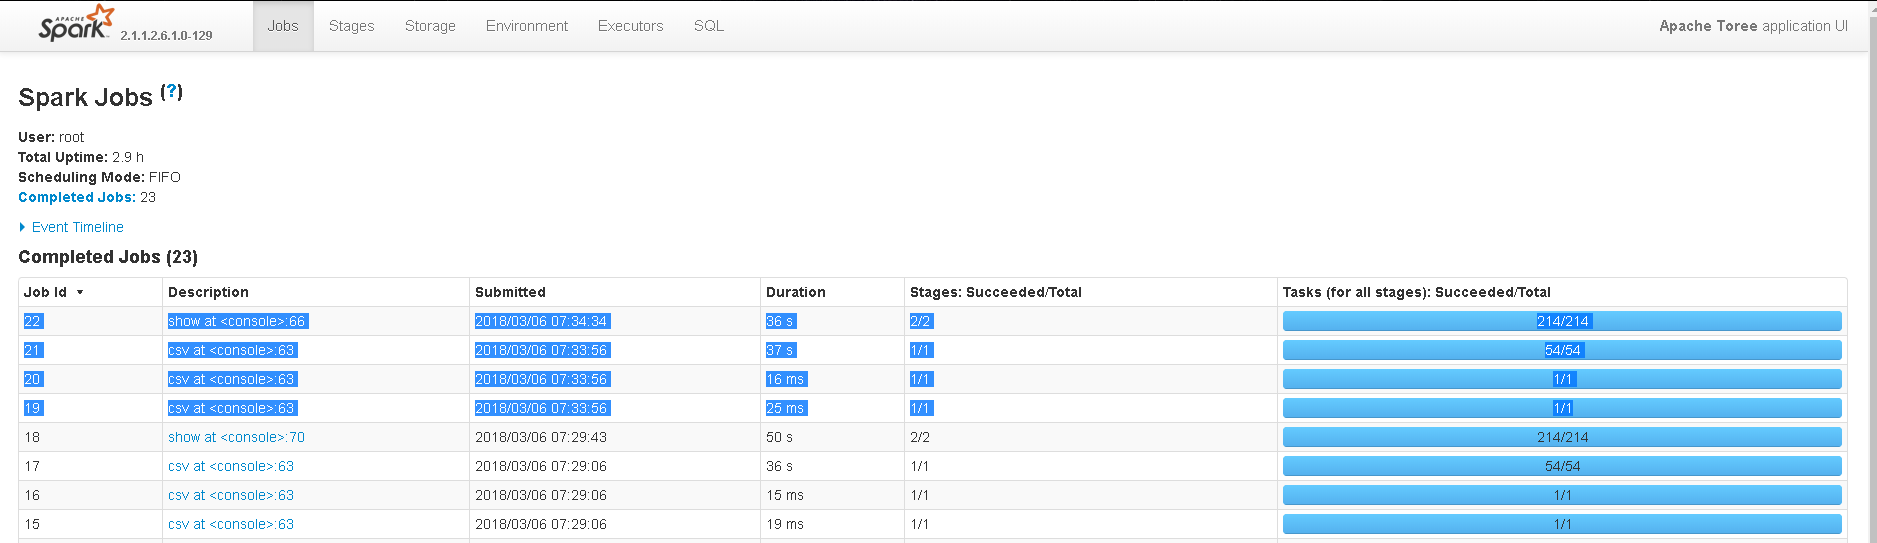 APACHE
Spark 2.1.1.2.6.1.0-129 Jobs Stages Storage Environment Executors SQL Apache Toree application UI
Spark Jobs (?)
User: root
Total Uptime: 2.9 h
Scheduling Mode: FIFO
Completed Jobs: 23
Event Timeline
Completed Jobs (23)
Job Id Description Submitted Duration Stages: Succeeded/Total Tasks (for all stages): Succeeded/Total
22 show at <console>:66 2018/03/06 07:34:34 36 s 2/2 214/214
21 csv at <console>:63 2018/03/06 07:33:56 37 s 1/1 54/54
20 csv at <console>:63 2018/03/06 07:33:56 16 ms 1/1 1/1
19 csv at <console>:63 2018/03/06 07:33:56 25 ms 1/1 1/1
18 show at <console>:70 2018/03/06 07:29:43 50 s 2/2 214/214
17 csv at <console>:63 2018/03/06 07:29:06 36 s 1/1 54/54
16 csv at <console>:63 2018/03/06 07:29:06 15 ms 1/1 1/1
15 csv at <console>:63 2018/03/06 07:29:06 19 ms 1/1 1/1